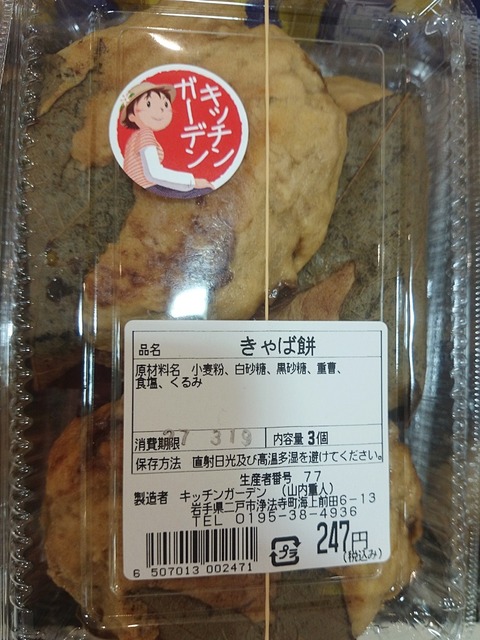 キッチン
ガーデン
品名 きゃば餅
原材料名 小麦粉、白砂糖、黒砂糖、重曹、
食塩、くるみ
消費期限 27 3 19 内容量 3個
保存方法 直射日光及び高温多湿を避けてください。
生産者番号 77
製造者 キッチンガーデン (山内重人)
岩手県二戸市浄法寺町海上前田6-13
TEL 0195-38-4936
247円
(税込み)
プラ
6 507013 002471